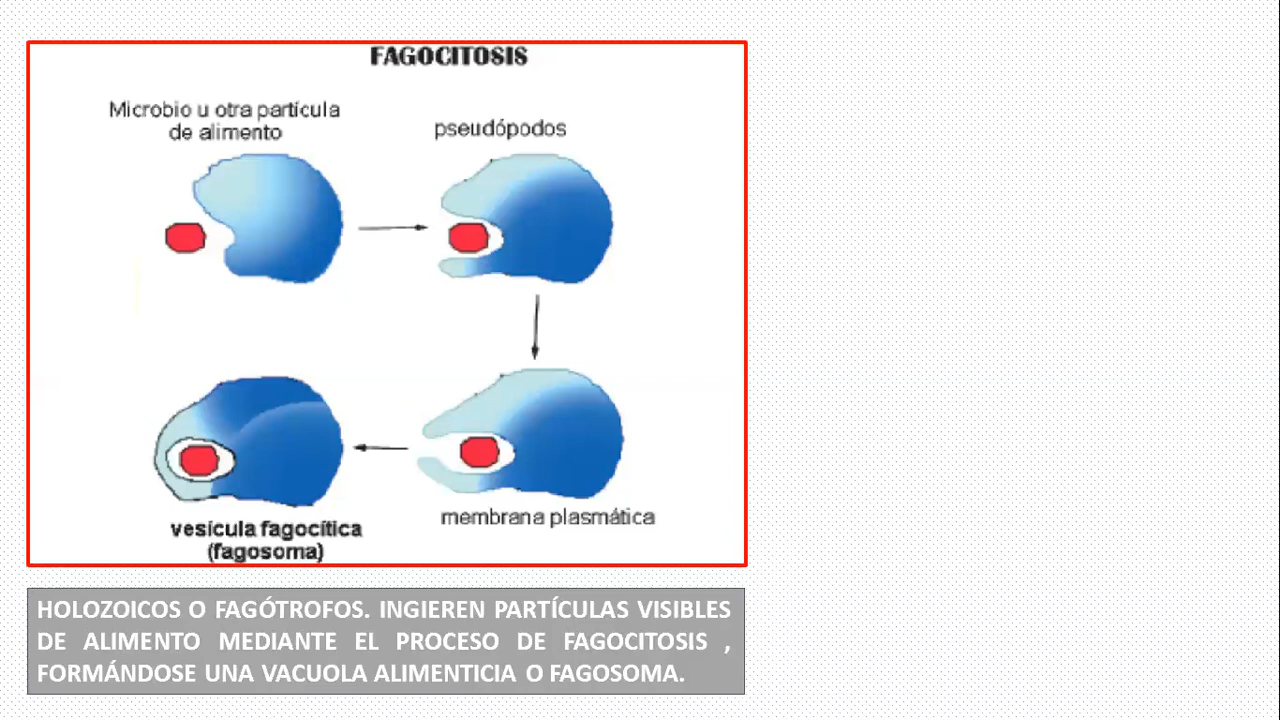 FAGOCITOSIS
Microbio u otra partícula
de alimento
pseudópodos
membrana plasmática
vesícula fagocítica
(fagosoma)
HOLOZOICOS O FAGÓTROFOS. INGIEREN PARTÍCULAS VISIBLES
DE ALIMENTO MEDIANTE EL PROCESO DE FAGOCITOSIS ,
FORMÁNDOSE UNA VACUOLA ALIMENTICIA O FAGOSOMA.